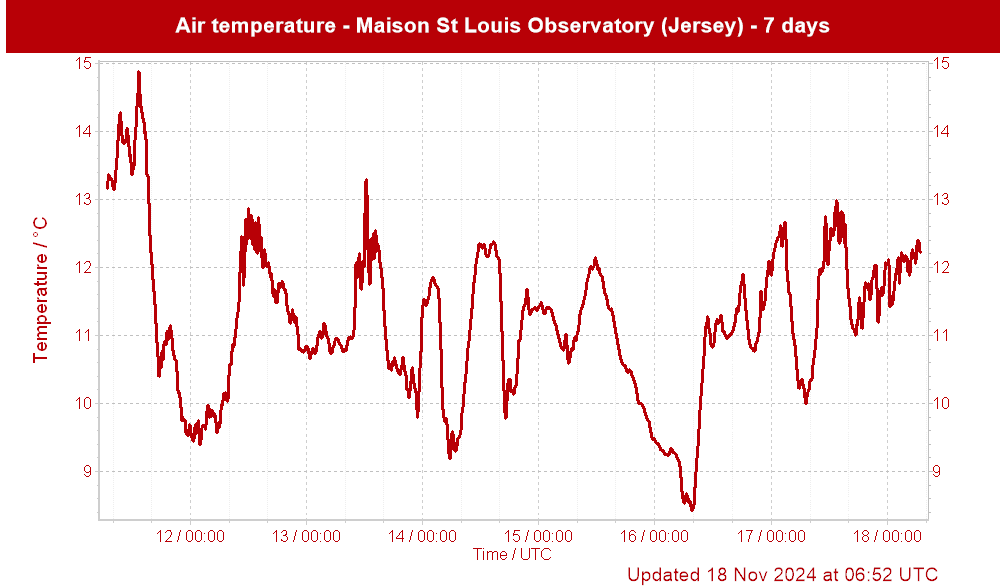 Air temperature - Maison St Louis Observatory (Jersey) - 7 days
15 15
14 14
13 13
12 12
11 11
10 10
9 9
Temperature / °C
12 / 00:00 13 / 00:00 14 / 00:00 15 / 00:00 16 / 00:00 17 / 00:00 18 / 00:00
Time / UTC
Updated 18 Nov 2024 at 06:52 UTC